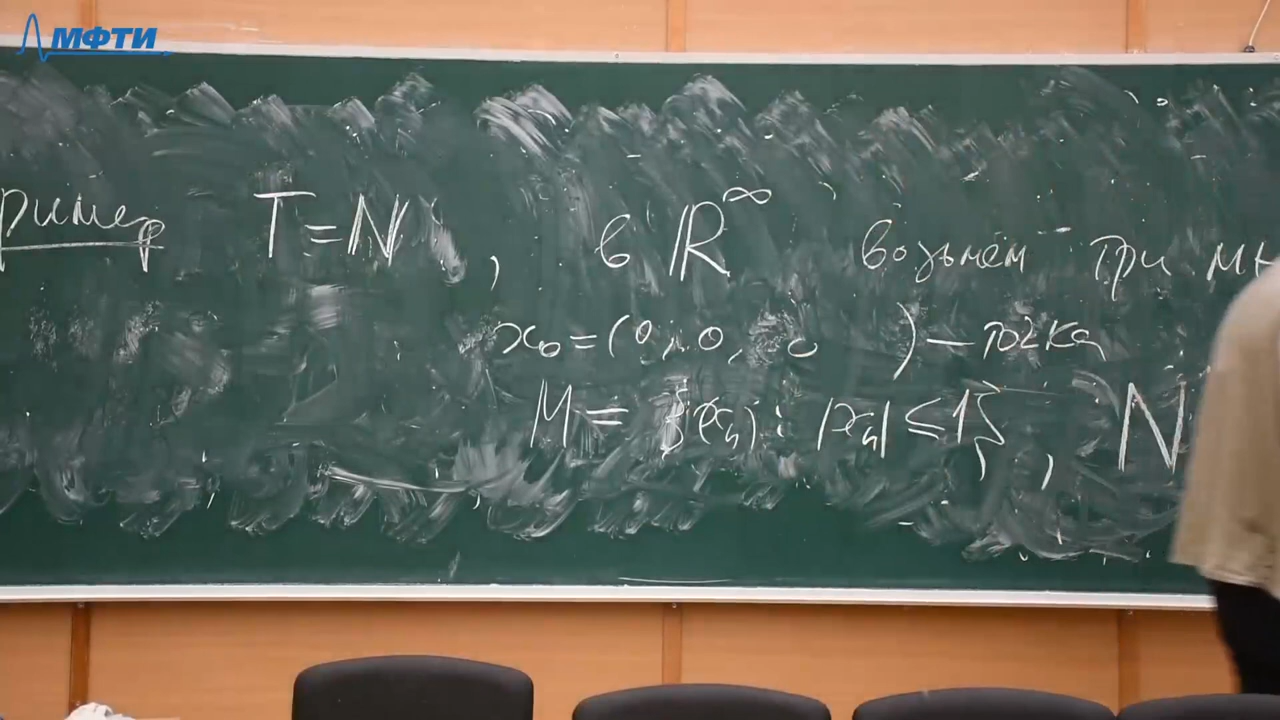 МФТИ
ример T = ℕ, в ℝ^∞ возьмём три мн
x₀ = (0, 0, 0 ) – точка
M = {(xₙ) : |xₙ| ≤ 1}, N